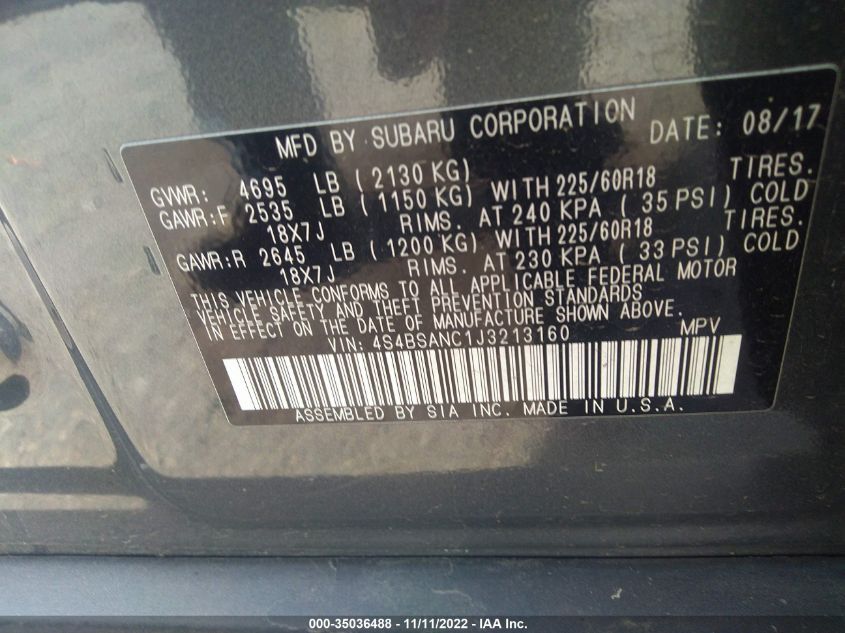 MFD BY SUBARU CORPORATION DATE: 08/17
GVWR: 4695 LB (2130 KG)
GAWR:F 2535 LB (1150 KG) WITH 225/60R18 TIRES.
18X7J RIMS. AT 240 KPA (35 PSI) COLD
GAWR:R 2645 LB (1200 KG) WITH 225/60R18 TIRES.
18X7J RIMS. AT 230 KPA (33 PSI) COLD
THIS VEHICLE CONFORMS TO ALL APPLICABLE FEDERAL MOTOR
VEHICLE SAFETY AND THEFT PREVENTION STANDARDS
IN EFFECT ON THE DATE OF MANUFACTURE SHOWN ABOVE.
VIN: 4S4BSANC1J3213160 MPV
ASSEMBLED BY SIA INC. MADE IN U.S.A.
000-35036488 - 11/11/2022 - IAA Inc.